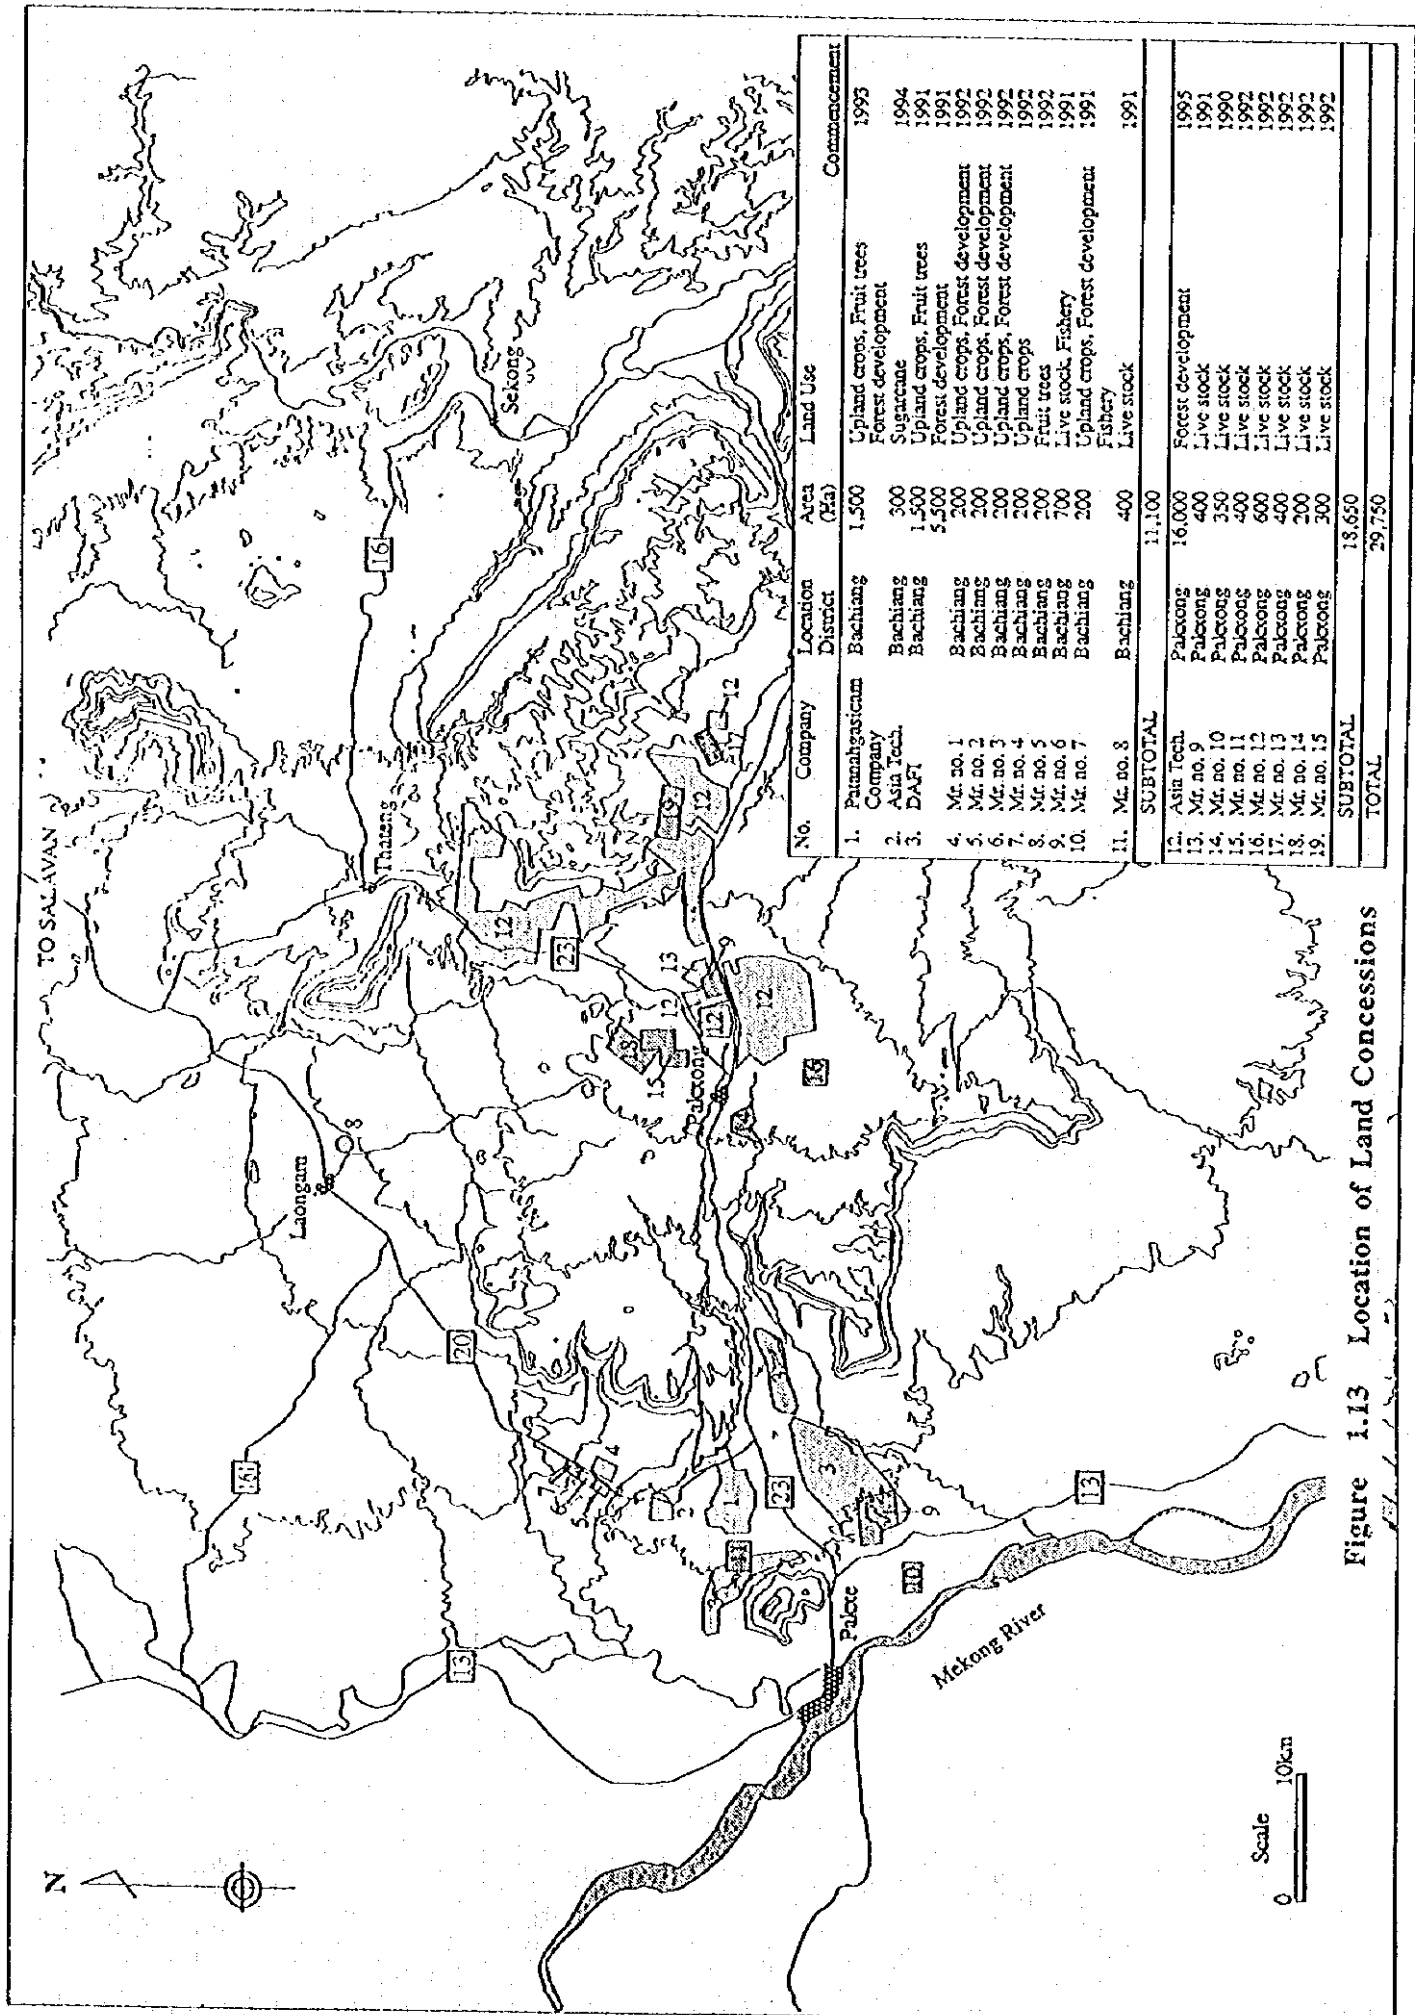 N
TO SALAVAN
Thateng
16
Sekong
Laongam
8
16
20
12
23
12
13
12
19
15
Pakxong
12
12
9
12
12
18
14
13
7
4
1
11
23
3
9
10
13
Pakse
Mekong River
Scale
0 10km
No. Company Location District Area (Ha) Land Use Commencement
1. Patanahgasicam Company Bachiang 1,500 Upland crops, Fruit trees 1993
Forest development
2. Asia Tech. Bachiang 300 Sugarcane 1994
3. DAFI Bachiang 1,500 Upland crops, Fruit trees 1991
5,500 Forest development 1991
4. Mr. no. 1 Bachiang 200 Upland crops, Forest development 1992
5. Mr. no. 2 Bachiang 200 Upland crops, Forest development 1992
6. Mr. no. 3 Bachiang 200 Upland crops, Forest development 1992
7. Mr. no. 4 Bachiang 200 Upland crops 1992
8. Mr. no. 5 Bachiang 200 Fruit trees 1992
9. Mr. no. 6 Bachiang 700 Live stock, Fishery 1991
10. Mr. no. 7 Bachiang 200 Upland crops, Forest development 1991
Fishery
11. Mr. no. 8 Bachiang 400 Live stock 1991
SUBTOTAL 11,100
12. Asia Tech. Pakxong 16,000 Forest development 1995
13. Mr. no. 9 Pakxong 400 Live stock 1991
14. Mr. no. 10 Pakxong 350 Live stock 1990
15. Mr. no. 11 Pakxong 400 Live stock 1992
16. Mr. no. 12 Pakxong 600 Live stock 1992
17. Mr. no. 13 Pakxong 400 Live stock 1992
18. Mr. no. 14 Pakxong 200 Live stock 1992
19. Mr. no. 15 Pakxong 300 Live stock 1992
SUBTOTAL 18,650
TOTAL 29,750
Figure 1.13 Location of Land Concessions